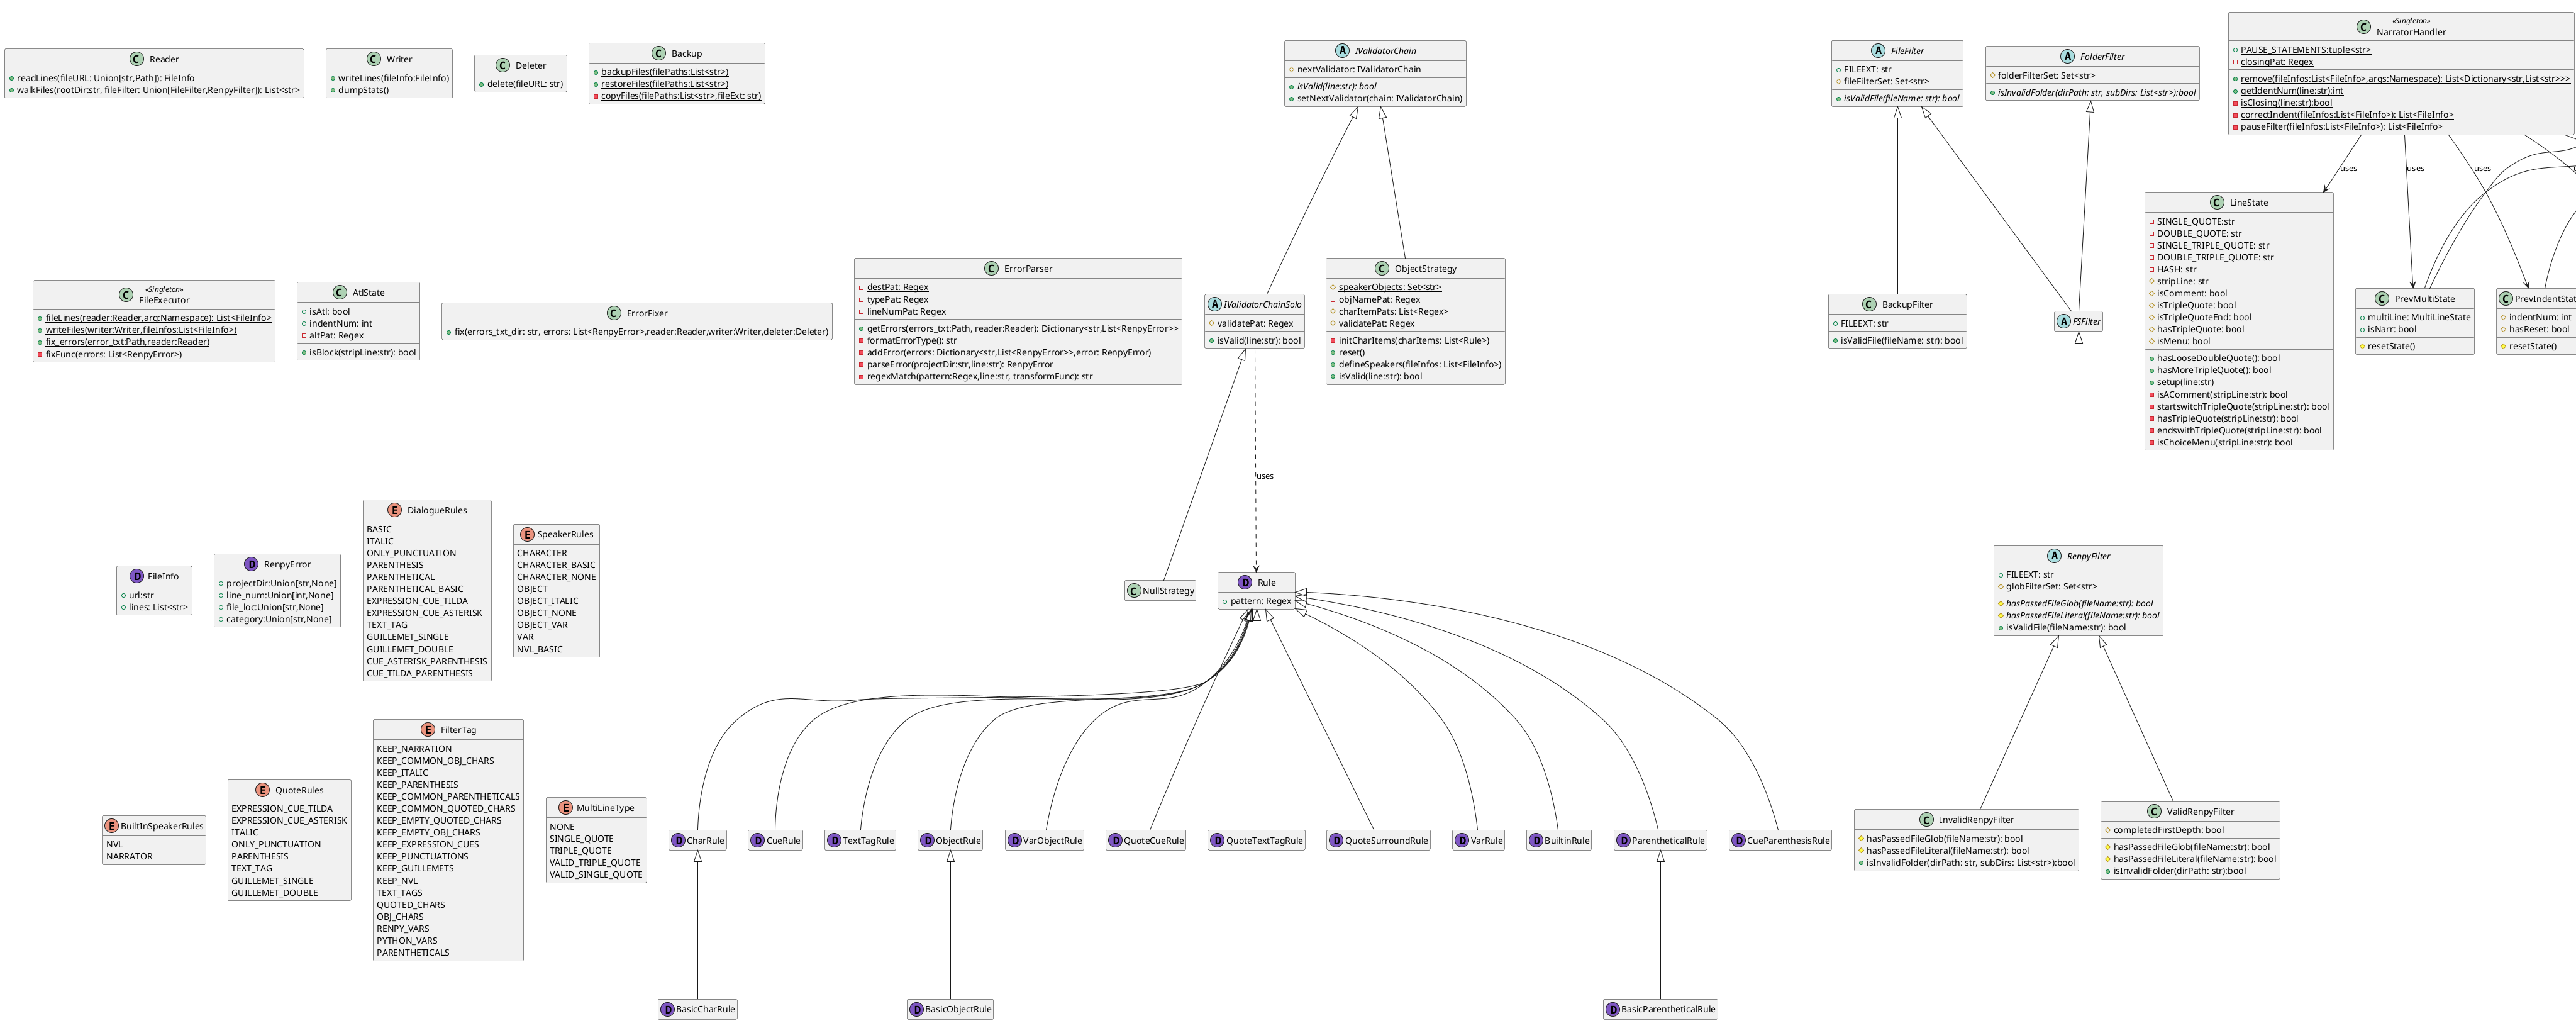 Reader
readLines(fileURL: Union[str,Path]): FileInfo
walkFiles(rootDir:str, fileFilter: Union[FileFilter,RenpyFilter]): List<str>
Writer
writeLines(fileInfo:FileInfo)
dumpStats()
Deleter
delete(fileURL: str)
Backup
backupFiles(filePaths:List<str>)
restoreFiles(filePaths:List<str>)
copyFiles(filePaths:List<str>,fileExt: str)
IValidatorChain
nextValidator: IValidatorChain
isValid(line:str): bool
setNextValidator(chain: IValidatorChain)
FileFilter
FILEEXT: str
fileFilterSet: Set<str>
isValidFile(fileName: str): bool
FolderFilter
folderFilterSet: Set<str>
isInvalidFolder(dirPath: str, subDirs: List<str>):bool
«Singleton»
NarratorHandler
PAUSE_STATEMENTS:tuple<str>
closingPat: Regex
remove(fileInfos:List<FileInfo>,args:Namespace): List<Dictionary<str,List<str>>>
getIdentNum(line:str):int
isClosing(line:str):bool
correctIndent(fileInfos:List<FileInfo>): List<FileInfo>
pauseFilter(fileInfos:List<FileInfo>): List<FileInfo>
uses
uses
uses
«Singleton»
FileExecutor
fileLines(reader:Reader,arg:Namespace): List<FileInfo>
writeFiles(writer:Writer,fileInfos:List<FileInfo>)
fix_errors(error_txt:Path,reader:Reader)
fixFunc(errors: List<RenpyError>)
AtlState
isAtl: bool
indentNum: int
altPat: Regex
isBlock(stripLine:str): bool
ErrorFixer
fix(errors_txt_dir: str, errors: List<RenpyError>,reader:Reader,writer:Writer,deleter:Deleter)
ErrorParser
destPat: Regex
typePat: Regex
lineNumPat: Regex
getErrors(errors_txt:Path, reader:Reader): Dictionary<str,List<RenpyError>>
formatErrorType(): str
addError(errors: Dictionary<str,List<RenpyError>>,error: RenpyError)
parseError(projectDir:str,line:str): RenpyError
regexMatch(pattern:Regex,line:str, transformFunc): str
IValidatorChainSolo
validatePat: Regex
isValid(line:str): bool
ObjectStrategy
speakerObjects: Set<str>
objNamePat: Regex
charItemPats: List<Regex>
validatePat: Regex
initCharItems(charItems: List<Rule>)
reset()
defineSpeakers(fileInfos: List<FileInfo>)
isValid(line:str): bool
BackupFilter
FILEEXT: str
isValidFile(fileName: str): bool
FSFilter
LineState
SINGLE_QUOTE:str
DOUBLE_QUOTE: str
SINGLE_TRIPLE_QUOTE: str
DOUBLE_TRIPLE_QUOTE: str
HASH: str
stripLine: str
isComment: bool
isTripleQuote: bool
isTripleQuoteEnd: bool
hasTripleQuote: bool
isMenu: bool
hasLooseDoubleQuote(): bool
hasMoreTripleQuote(): bool
setup(line:str)
isAComment(stripLine:str): bool
startswitchTripleQuote(stripLine:str): bool
hasTripleQuote(stripLine:str): bool
endswithTripleQuote(stripLine:str): bool
isChoiceMenu(stripLine:str): bool
PrevMultiState
multiLine: MultiLineState
isNarr: bool
resetState()
PrevIndentStat
indentNum: int
hasReset: bool
resetState()
uses
FileInfo
url:str
lines: List<str>
RenpyError
projectDir:Union[str,None]
line_num:Union[int,None]
file_loc:Union[str,None]
category:Union[str,None]
DialogueRules
BASIC
ITALIC
ONLY_PUNCTUATION
PARENTHESIS
PARENTHETICAL
PARENTHETICAL_BASIC
EXPRESSION_CUE_TILDA
EXPRESSION_CUE_ASTERISK
TEXT_TAG
GUILLEMET_SINGLE
GUILLEMET_DOUBLE
CUE_ASTERISK_PARENTHESIS
CUE_TILDA_PARENTHESIS
SpeakerRules
CHARACTER
CHARACTER_BASIC
CHARACTER_NONE
OBJECT
OBJECT_ITALIC
OBJECT_NONE
OBJECT_VAR
VAR
NVL_BASIC
NullStrategy
Rule
pattern: Regex
RenpyFilter
FILEEXT: str
globFilterSet: Set<str>
hasPassedFileGlob(fileName:str): bool
hasPassedFileLiteral(fileName:str): bool
isValidFile(fileName:str): bool
BuiltInSpeakerRules
NVL
NARRATOR
QuoteRules
EXPRESSION_CUE_TILDA
EXPRESSION_CUE_ASTERISK
ITALIC
ONLY_PUNCTUATION
PARENTHESIS
TEXT_TAG
GUILLEMET_SINGLE
GUILLEMET_DOUBLE
FilterTag
KEEP_NARRATION
KEEP_COMMON_OBJ_CHARS
KEEP_ITALIC
KEEP_PARENTHESIS
KEEP_COMMON_PARENTHETICALS
KEEP_COMMON_QUOTED_CHARS
KEEP_EMPTY_QUOTED_CHARS
KEEP_EMPTY_OBJ_CHARS
KEEP_EXPRESSION_CUES
KEEP_PUNCTUATIONS
KEEP_GUILLEMETS
KEEP_NVL
TEXT_TAGS
QUOTED_CHARS
OBJ_CHARS
RENPY_VARS
PYTHON_VARS
PARENTHETICALS
MultiLineType
NONE
SINGLE_QUOTE
TRIPLE_QUOTE
VALID_TRIPLE_QUOTE
VALID_SINGLE_QUOTE
CharRule
CueRule
TextTagRule
ObjectRule
VarObjectRule
QuoteCueRule
QuoteTextTagRule
QuoteSurroundRule
VarRule
BuiltinRule
ParentheticalRule
CueParenthesisRule
InvalidRenpyFilter
hasPassedFileGlob(fileName:str): bool
hasPassedFileLiteral(fileName:str): bool
isInvalidFolder(dirPath: str, subDirs: List<str>):bool
ValidRenpyFilter
completedFirstDepth: bool
hasPassedFileGlob(fileName:str): bool
hasPassedFileLiteral(fileName:str): bool
isInvalidFolder(dirPath: str):bool
BasicCharRule
BasicObjectRule
BasicParentheticalRule